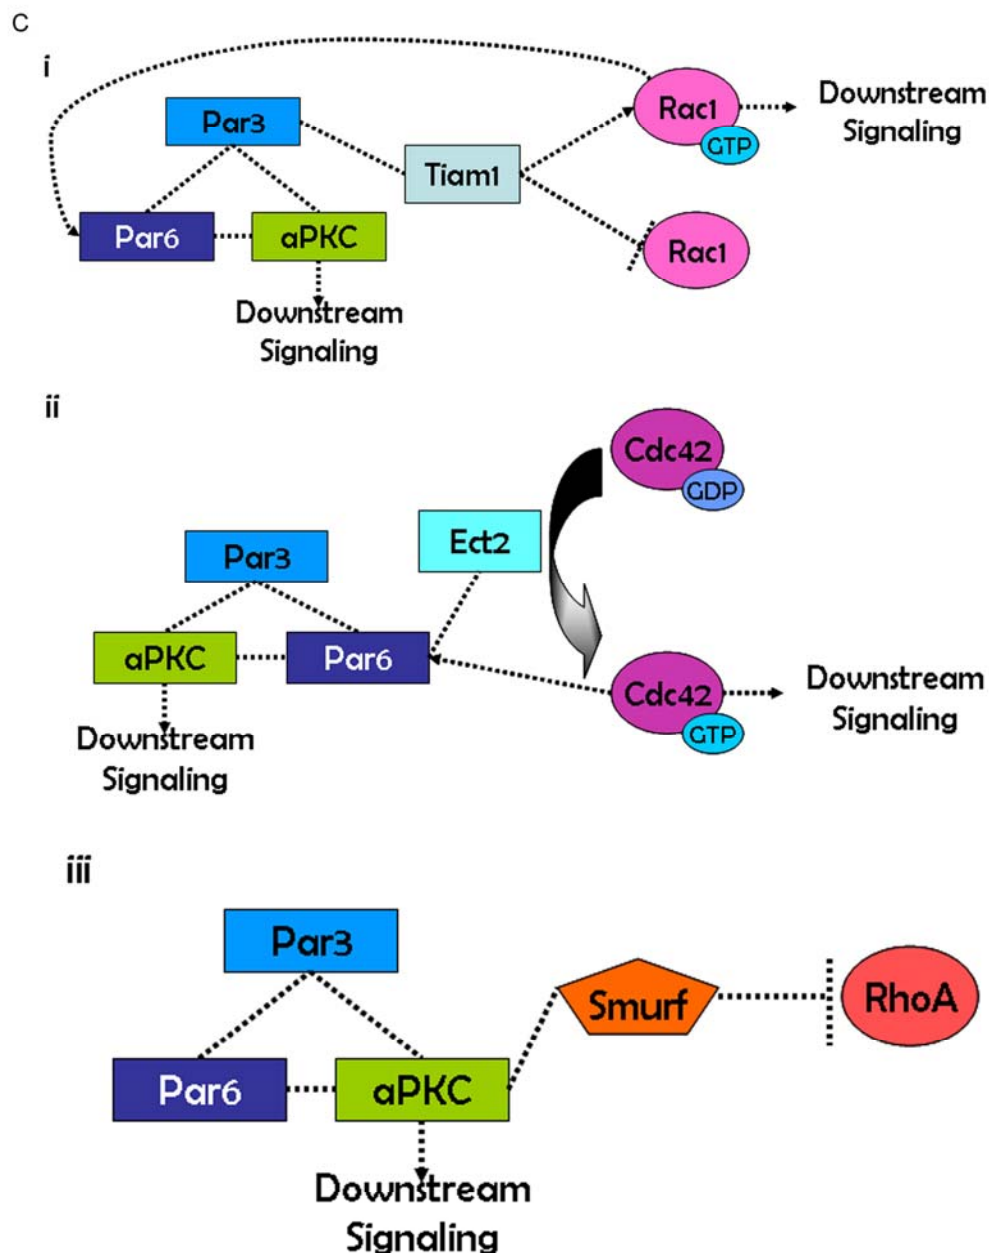 C
i
Par3
Par6
aPKC
Downstream
Signaling
Tiam1
Rac1
GTP
Downstream
Signaling
Rac1
ii
Cdc42
GDP
Ect2
Par3
aPKC
Par6
Downstream
Signaling
Cdc42
GTP
Downstream
Signaling
iii
Par3
Par6
aPKC
Smurf
RhoA
Downstream
Signaling